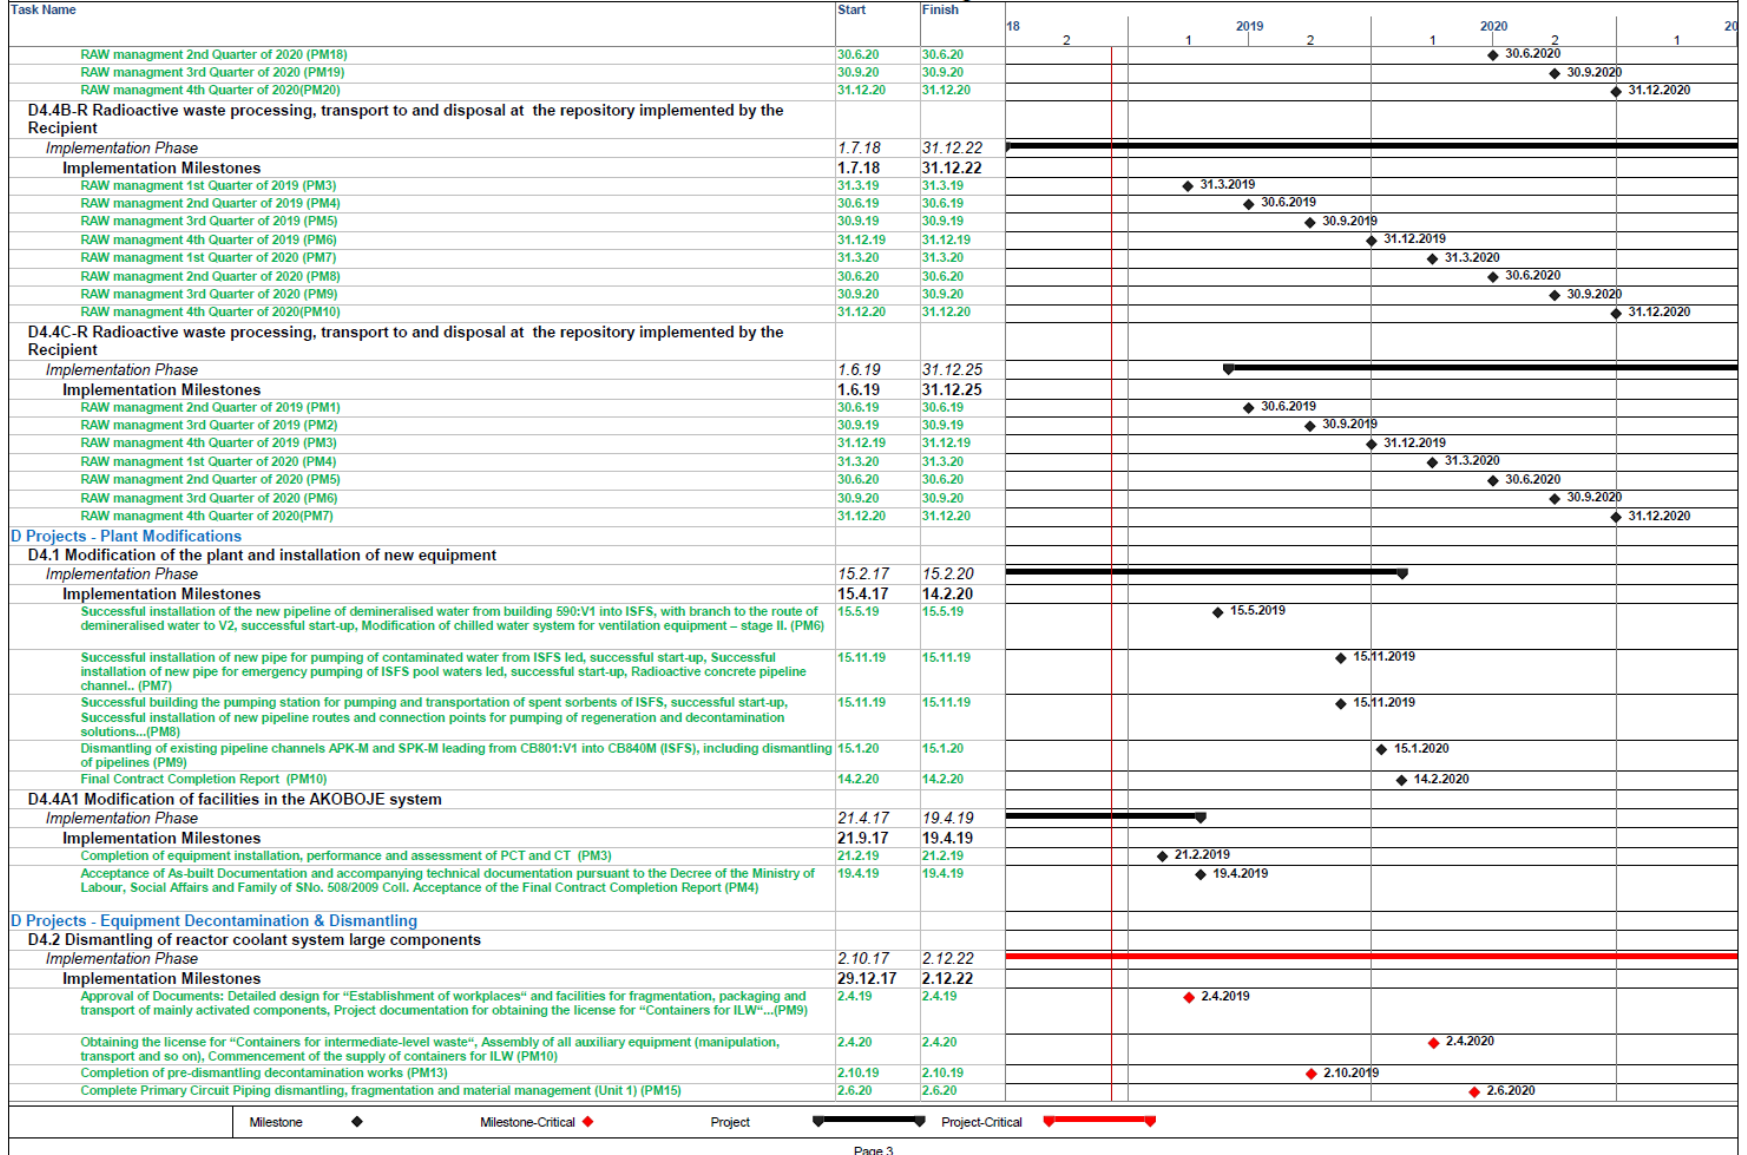 Task Name Start Finish
18 2019 2020 20
2 1 2 1 2 1
RAW managment 2nd Quarter of 2020 (PM18) 30.6.20 30.6.20 30.6.2020
RAW managment 3rd Quarter of 2020 (PM19) 30.9.20 30.9.20 30.9.2020
RAW managment 4th Quarter of 2020(PM20) 31.12.20 31.12.20 31.12.2020
D4.4B-R Radioactive waste processing, transport to and disposal at the repository implemented by the
Recipient
Implementation Phase 1.7.18 31.12.22
Implementation Milestones 1.7.18 31.12.22
RAW managment 1st Quarter of 2019 (PM3) 31.3.19 31.3.19 31.3.2019
RAW managment 2nd Quarter of 2019 (PM4) 30.6.19 30.6.19 30.6.2019
RAW managment 3rd Quarter of 2019 (PM5) 30.9.19 30.9.19 30.9.2019
RAW managment 4th Quarter of 2019 (PM6) 31.12.19 31.12.19 31.12.2019
RAW managment 1st Quarter of 2020 (PM7) 31.3.20 31.3.20 31.3.2020
RAW managment 2nd Quarter of 2020 (PM8) 30.6.20 30.6.20 30.6.2020
RAW managment 3rd Quarter of 2020 (PM9) 30.9.20 30.9.20 30.9.2020
RAW managment 4th Quarter of 2020(PM10) 31.12.20 31.12.20 31.12.2020
D4.4C-R Radioactive waste processing, transport to and disposal at the repository implemented by the
Recipient
Implementation Phase 1.6.19 31.12.25
Implementation Milestones 1.6.19 31.12.25
RAW managment 2nd Quarter of 2019 (PM1) 30.6.19 30.6.19 30.6.2019
RAW managment 3rd Quarter of 2019 (PM2) 30.9.19 30.9.19 30.9.2019
RAW managment 4th Quarter of 2019 (PM3) 31.12.19 31.12.19 31.12.2019
RAW managment 1st Quarter of 2020 (PM4) 31.3.20 31.3.20 31.3.2020
RAW managment 2nd Quarter of 2020 (PM5) 30.6.20 30.6.20 30.6.2020
RAW managment 3rd Quarter of 2020 (PM6) 30.9.20 30.9.20 30.9.2020
RAW managment 4th Quarter of 2020(PM7) 31.12.20 31.12.20 31.12.2020
D Projects - Plant Modifications
D4.1 Modification of the plant and installation of new equipment
Implementation Phase 15.2.17 15.2.20
Implementation Milestones 15.4.17 14.2.20
Successful installation of the new pipeline of demineralised water from building 590:V1 into ISFS, with branch to the route of 15.5.19 15.5.19 15.5.2019
demineralised water to V2, successful start-up, Modification of chilled water system for ventilation equipment – stage II. (PM6)
Successful installation of new pipe for pumping of contaminated water from ISFS led, successful start-up, Successful 15.11.19 15.11.19 15.11.2019
installation of new pipe for emergency pumping of ISFS pool waters led, successful start-up, Radioactive concrete pipeline
channel.. (PM7)
Successful building the pumping station for pumping and transportation of spent sorbents of ISFS, successful start-up, 15.11.19 15.11.19 15.11.2019
Successful installation of new pipeline routes and connection points for pumping of regeneration and decontamination
solutions...(PM8)
Dismantling of existing pipeline channels APK-M and SPK-M leading from CB801:V1 into CB840M (ISFS), including dismantling 15.1.20 15.1.20 15.1.2020
of pipelines (PM9)
Final Contract Completion Report (PM10) 14.2.20 14.2.20 14.2.2020
D4.4A1 Modification of facilities in the AKOBOJE system
Implementation Phase 21.4.17 19.4.19
Implementation Milestones 21.9.17 19.4.19
Completion of equipment installation, performance and assessment of PCT and CT (PM3) 21.2.19 21.2.19 21.2.2019
Acceptance of As-built Documentation and accompanying technical documentation pursuant to the Decree of the Ministry of 19.4.19 19.4.19 19.4.2019
Labour, Social Affairs and Family of SNo. 508/2009 Coll. Acceptance of the Final Contract Completion Report (PM4)
D Projects - Equipment Decontamination & Dismantling
D4.2 Dismantling of reactor coolant system large components
Implementation Phase 2.10.17 2.12.22
Implementation Milestones 29.12.17 2.12.22
Approval of Documents: Detailed design for “Establishment of workplaces“ and facilities for fragmentation, packaging and 2.4.19 2.4.19 2.4.2019
transport of mainly activated components, Project documentation for obtaining the license for “Containers for ILW“...(PM9)
Obtaining the license for “Containers for intermediate-level waste“, Assembly of all auxiliary equipment (manipulation, 2.4.20 2.4.20 2.4.2020
transport and so on), Commencement of the supply of containers for ILW (PM10)
Completion of pre-dismantling decontamination works (PM13) 2.10.19 2.10.19 2.10.2019
Complete Primary Circuit Piping dismantling, fragmentation and material management (Unit 1) (PM15) 2.6.20 2.6.20 2.6.2020
Milestone Milestone-Critical Project Project-Critical
Page 3